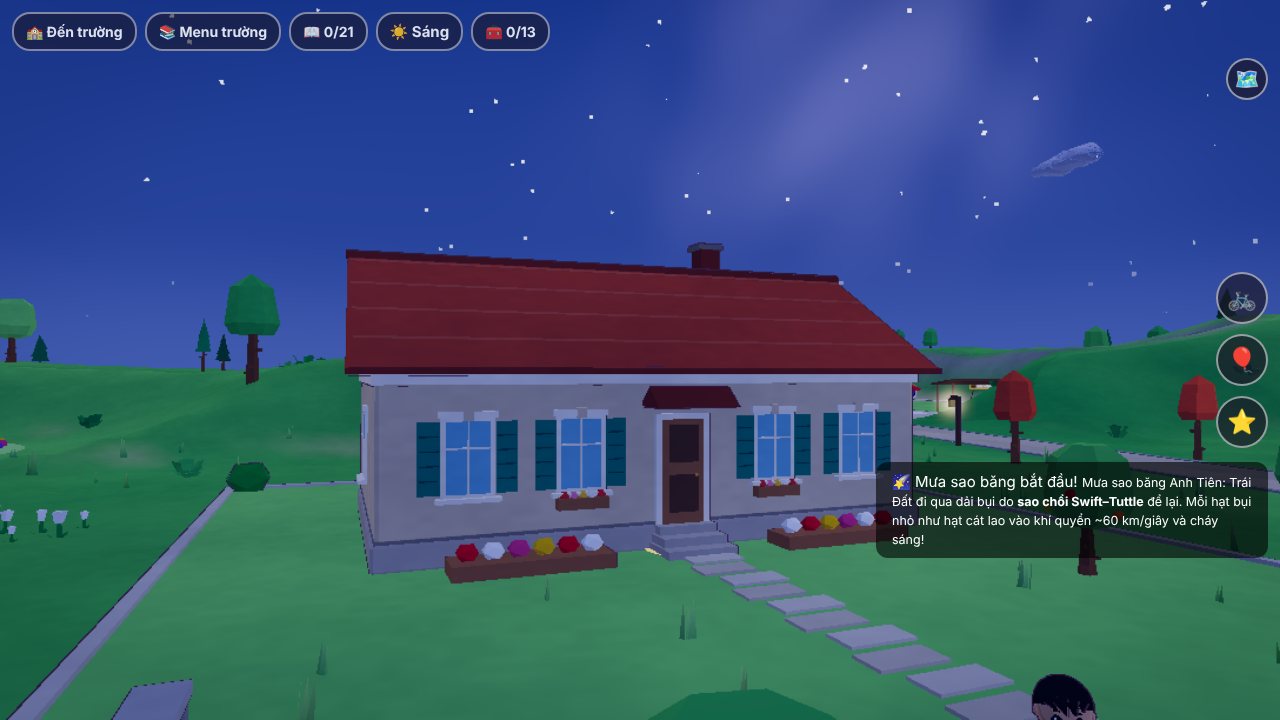 Đến trường
Menu trường
0/21
Sáng
0/13
Mưa sao băng bắt đầu! Mưa sao băng Anh Tiên: Trái
Đất đi qua dải bụi do sao chổi Swift–Tuttle để lại. Mỗi hạt bụi
nhỏ như hạt cát lao vào khí quyển ~60 km/giây và cháy
sáng!